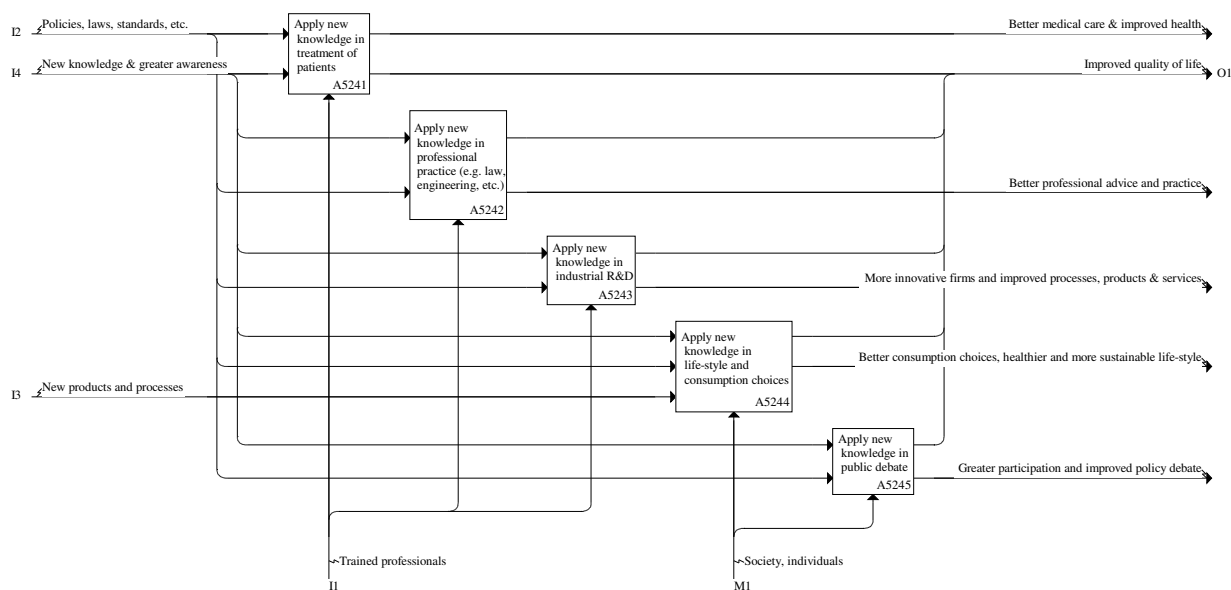 I2
Policies, laws, standards, etc.
Apply new
knowledge in
treatment of
patients
A5241
Better medical care & improved health
I4
New knowledge & greater awareness
Improved quality of life
O1
Apply new
knowledge in
professional
practice (e.g. law,
engineering, etc.)
A5242
Better professional advice and practice
Apply new
knowledge in
industrial R&D
A5243
More innovative firms and improved processes, products & services
Apply new
knowledge in
life-style and
consumption choices
A5244
Better consumption choices, healthier and more sustainable life-style
I3
New products and processes
Apply new
knowledge in
public debate
A5245
Greater participation and improved policy debate
Trained professionals
I1
Society, individuals
M1